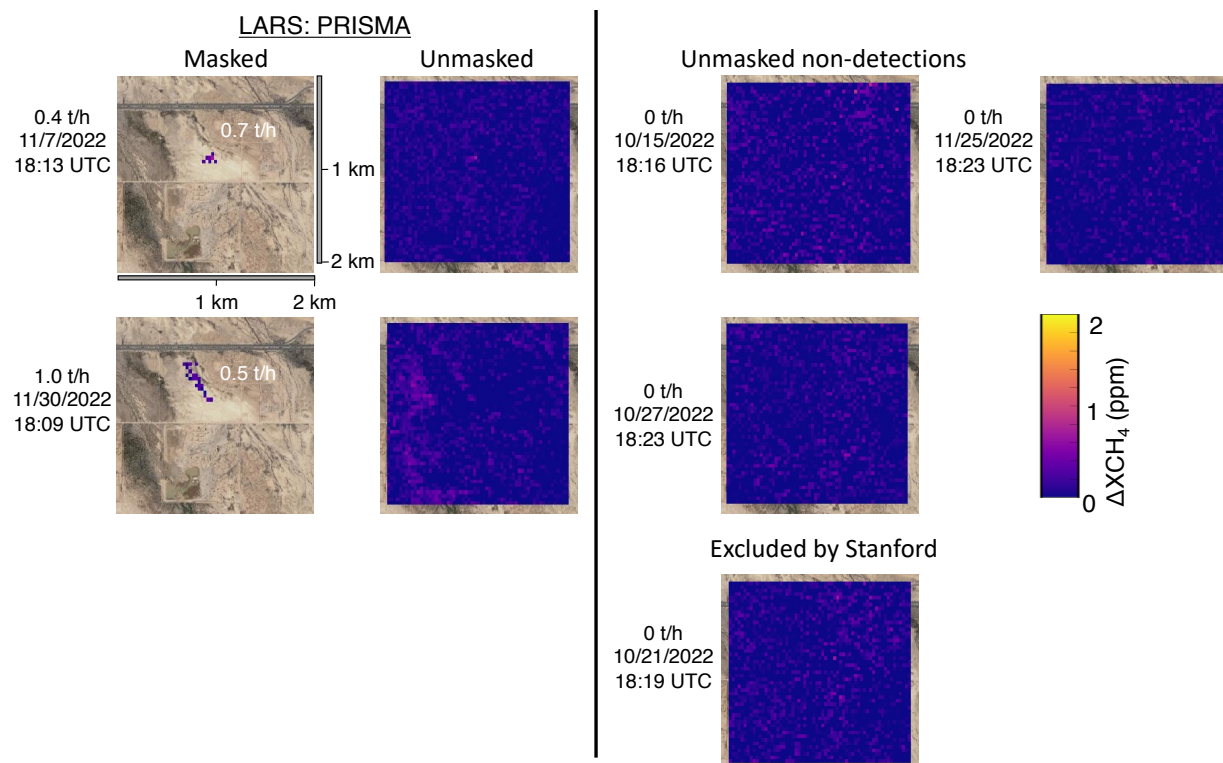 LARS: PRISMA
Masked
Unmasked
0.4 t/h
11/7/2022
18:13 UTC
0.7 t/h
1 km
2 km
1 km
2 km
1.0 t/h
11/30/2022
18:09 UTC
0.5 t/h
Unmasked non-detections
0 t/h
10/15/2022
18:16 UTC
0 t/h
11/25/2022
18:23 UTC
0 t/h
10/27/2022
18:23 UTC
2
1
0
ΔXCH₄ (ppm)
Excluded by Stanford
0 t/h
10/21/2022
18:19 UTC